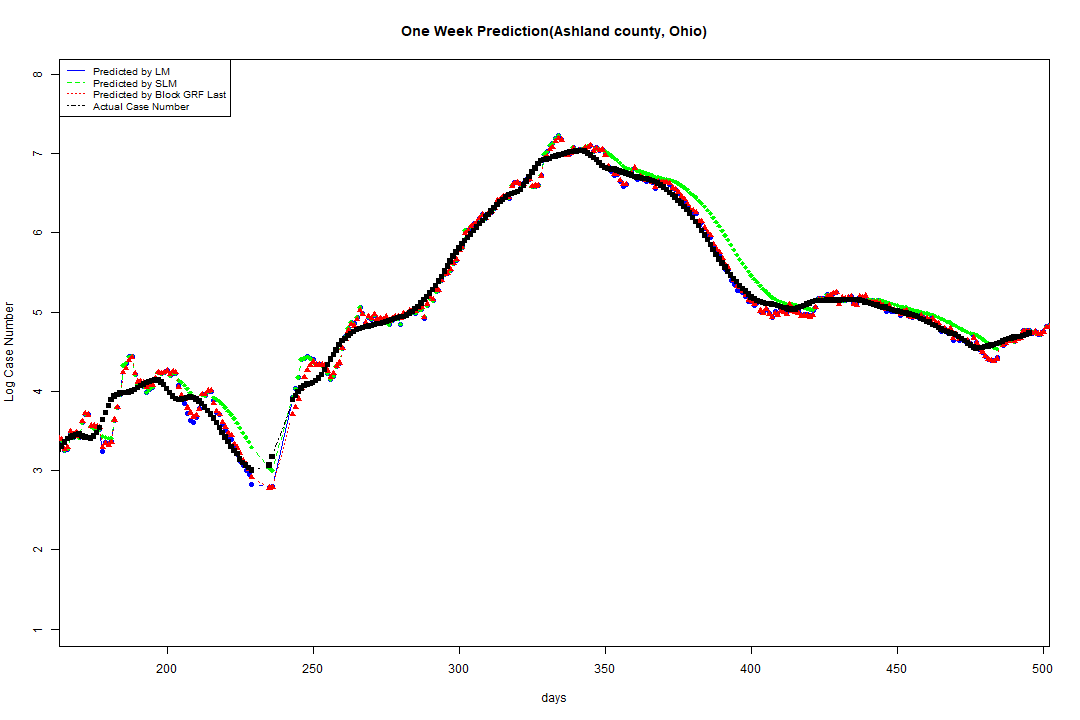 One Week Prediction(Ashland county, Ohio)
Predicted by LM
Predicted by SLM
Predicted by Block GRF Last
Actual Case Number
8
7
6
5
4
3
2
1
Log Case Number
200 250 300 350 400 450 500
days